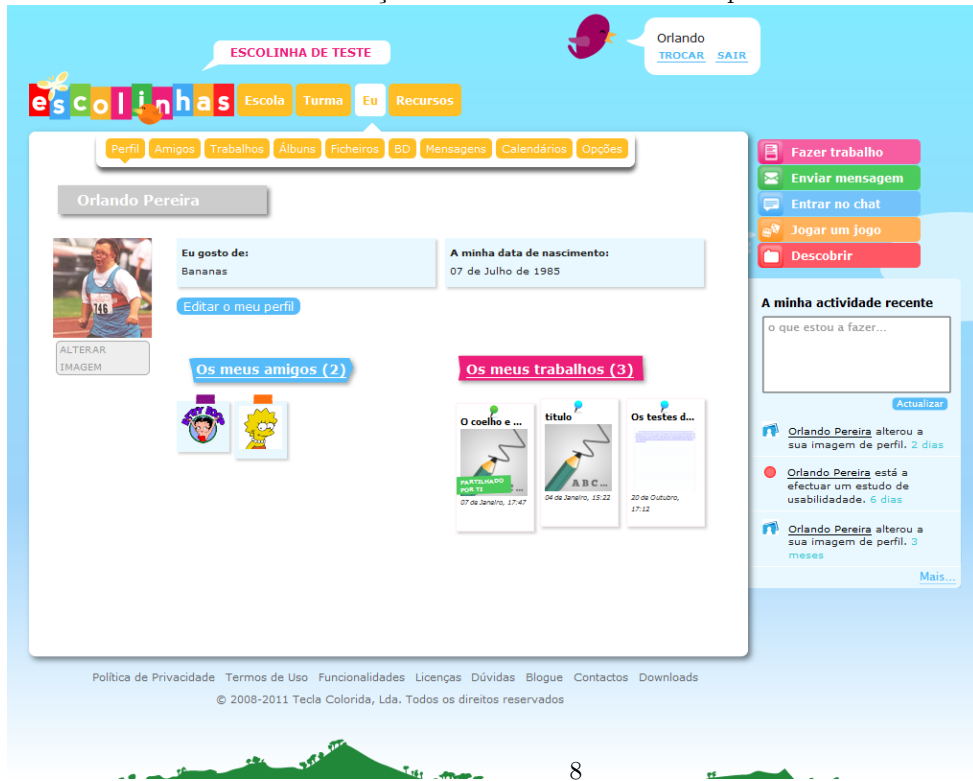 Orlando
TROCAR SAIR
ESCOLINHA DE TESTE
escolinhas
Escola Turma Eu Recursos
Perfil Amigos Trabalhos Álbuns Ficheiros BD Mensagens Calendários Opções
Orlando Pereira
746
ALTERAR
IMAGEM
Eu gosto de:
Bananas
A minha data de nascimento:
07 de Julho de 1985
Editar o meu perfil
Os meus amigos (2)
BETTY BOOP
Os meus trabalhos (3)
O coelho e ...
PARTILHADO
POR TI
C ...
07 de Janeiro, 17:47
título
A B C ...
04 de Janeiro, 15:22
Os testes d...
20 de Outubro,
17:12
Fazer trabalho
Enviar mensagem
Entrar no chat
Jogar um jogo
Descobrir
A minha actividade recente
o que estou a fazer...
Actualizar
Orlando Pereira alterou a
sua imagem de perfil. 2 dias
Orlando Pereira está a
efectuar um estudo de
usabilidadade. 6 dias
Orlando Pereira alterou a
sua imagem de perfil. 3
meses
Mais...
Política de Privacidade Termos de Uso Funcionalidades Licenças Dúvidas Blogue Contactos Downloads
© 2008-2011 Tecla Colorida, Lda. Todos os direitos reservados
8